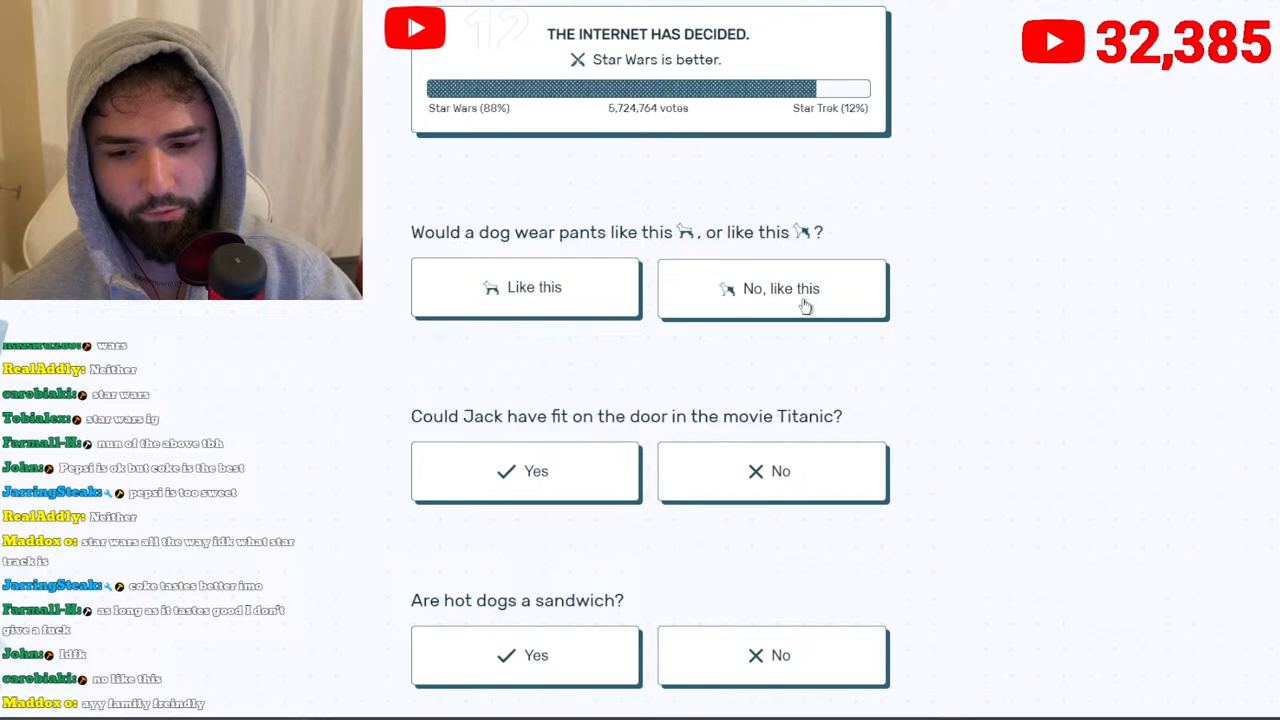 12
THE INTERNET HAS DECIDED.
Star Wars is better.
Star Wars (88%) 5,724,764 votes Star Trek (12%)
32,385
Would a dog wear pants like this , or like this ?
Like this
No, like this
Could Jack have fit on the door in the movie Titanic?
Yes
No
Are hot dogs a sandwich?
Yes
No
wars
RealAddly: Neither
carobiaki: star wars
Tobialex: star wars ig
Farmall-H: nun of the above tbh
John: Pepsi is ok but coke is the best
JarringSteak: pepsi is too sweet
RealAddly: Neither
Maddox o: star wars all the way idk what star
track is
JarringSteak: coke tastes better imo
Farmall-H: as long as it tastes good I don't
give a fuck
John: Idfk
carobiaki: no like this
Maddox o: ayy family freindly